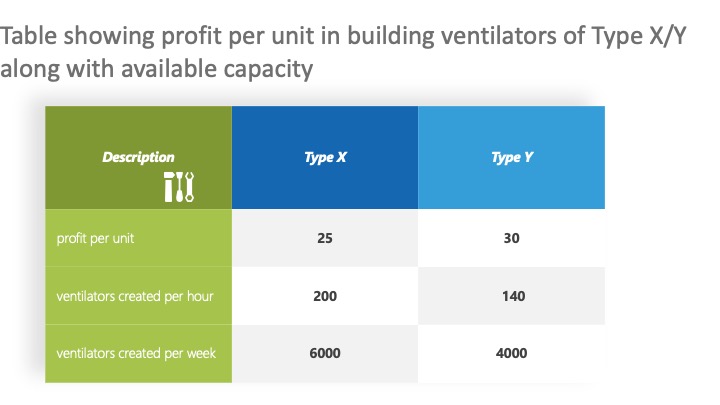 Table showing profit per unit in building ventilators of Type X/Y
along with available capacity
Description Type X Type Y
profit per unit 25 30
ventilators created per hour 200 140
ventilators created per week 6000 4000